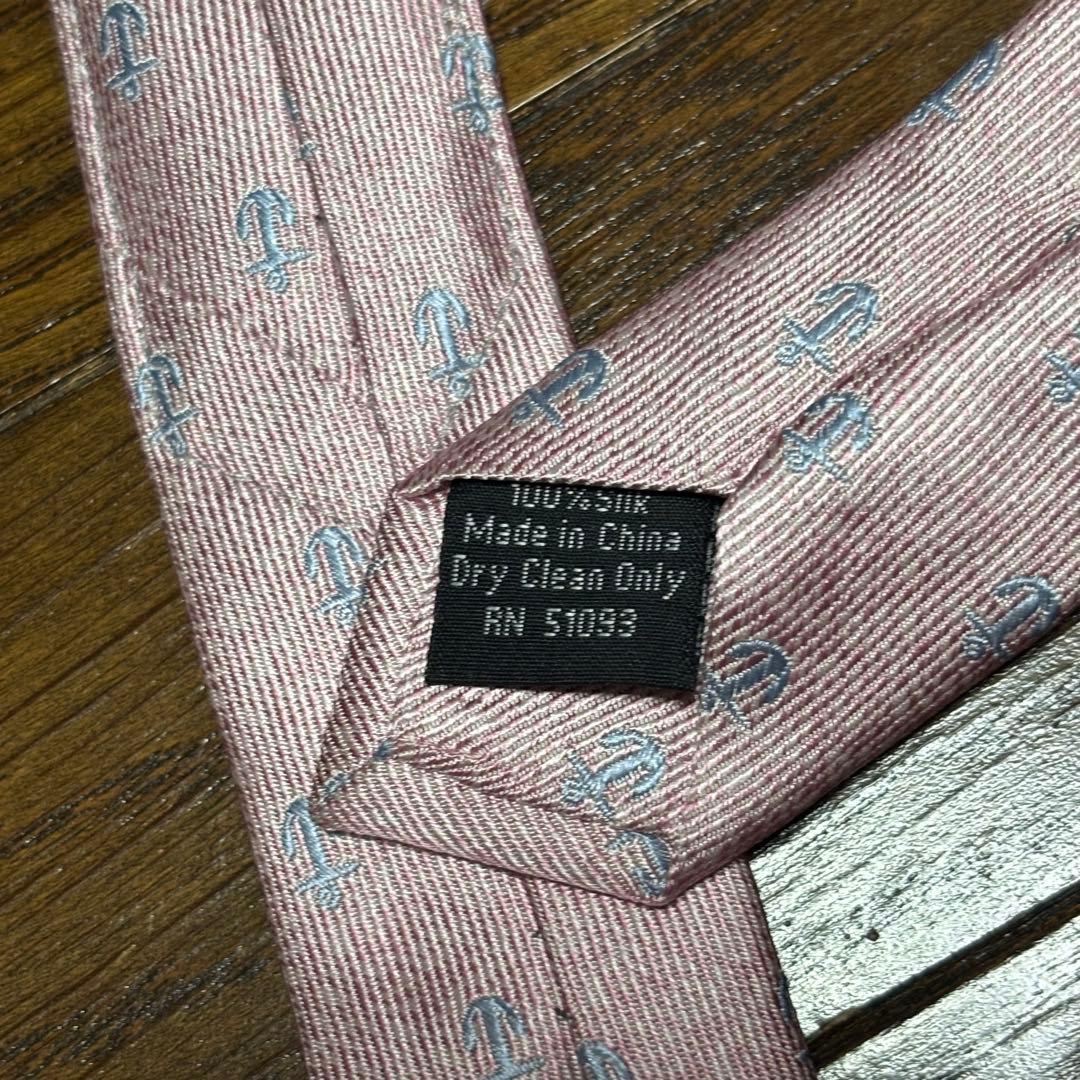 100% Silk
Made in China
Dry Clean Only
RN 51093